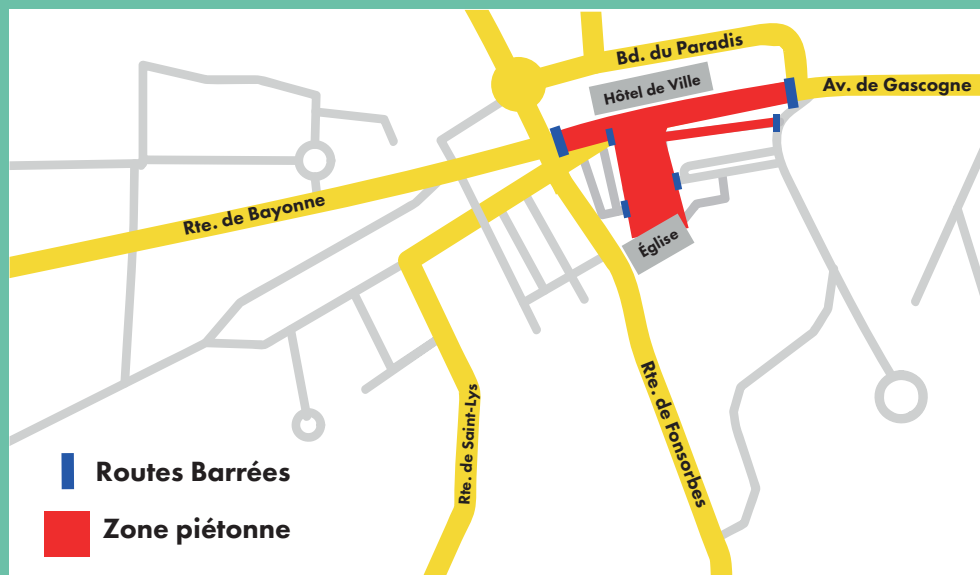 Bd. du Paradis
Hôtel de Ville
Av. de Gascogne
Rte. de Bayonne
Église
Rte. de Saint-Lys
Rte. de Fonsorbes
Routes Barrées
Zone piétonne